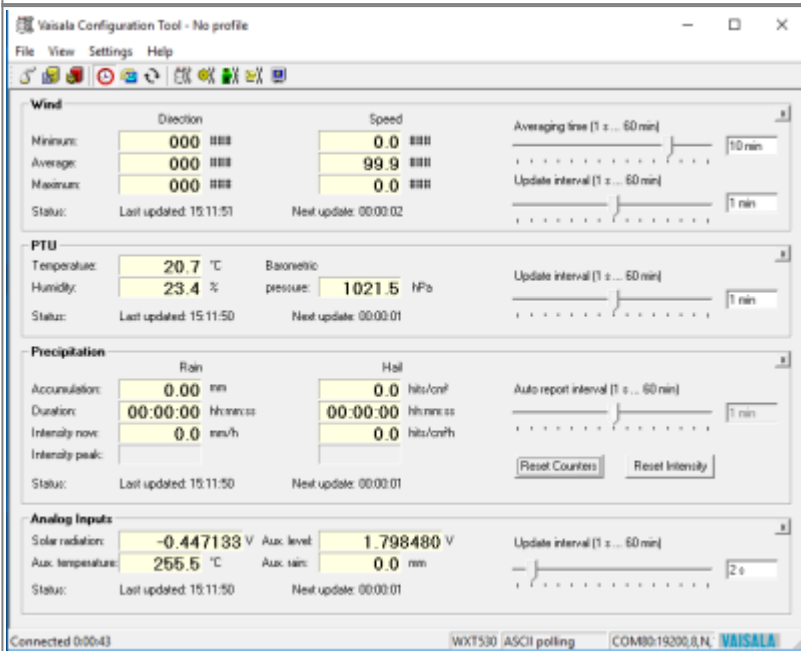 Vaisala Configuration Tool - No profile
File View Settings Help
Wind
Direction Speed
Averaging time (1 s ... 60 min)
Minimum: 000 ### 0.0 ###
10 min
Average: 000 ### 99.9 ###
Maximum: 000 ### 0.0 ###
Update interval (1 s ... 60 min)
1 min
Status: Last updated: 15:11:51 Next update: 00:00:02
PTU
Temperature: 20.7 °C Barometric
Humidity: 23.4 % pressure: 1021.5 hPa
Update interval (1 s ... 60 min)
1 min
Status: Last updated: 15:11:50 Next update: 00:00:01
Precipitation
Rain Hail
Accumulation: 0.00 mm 0.0 hits/cm²
Auto report interval (1 s ... 60 min)
Duration: 00:00:00 hh:mm:ss 00:00:00 hh:mm:ss
1 min
Intensity now: 0.0 mm/h 0.0 hits/cm²h
Intensity peak:
Reset Counters Reset Intensity
Status: Last updated: 15:11:50 Next update: 00:00:01
Analog Inputs
Solar radiation: -0.447133 V Aux. level: 1.798480 V
Update interval (1 s ... 60 min)
Aux. temperature: 255.5 °C Aux. rain: 0.0 mm
2 s
Status: Last updated: 15:11:50 Next update: 00:00:01
Connected 0:00:43 WXT530 ASCII polling COM80:19200,8,N, VAISALA